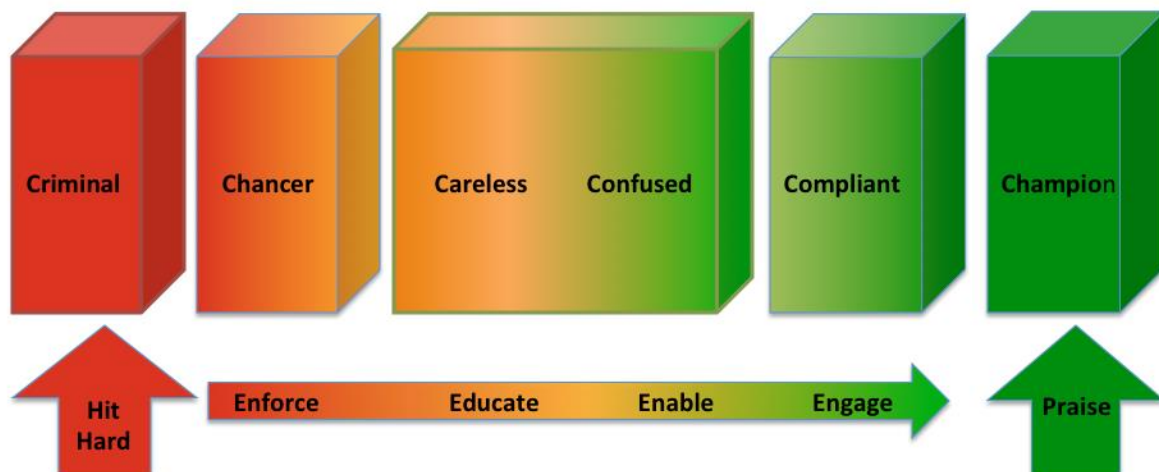 Criminal
Chancer
Careless
Confused
Compliant
Champion
Hit
Hard
Enforce
Educate
Enable
Engage
Praise